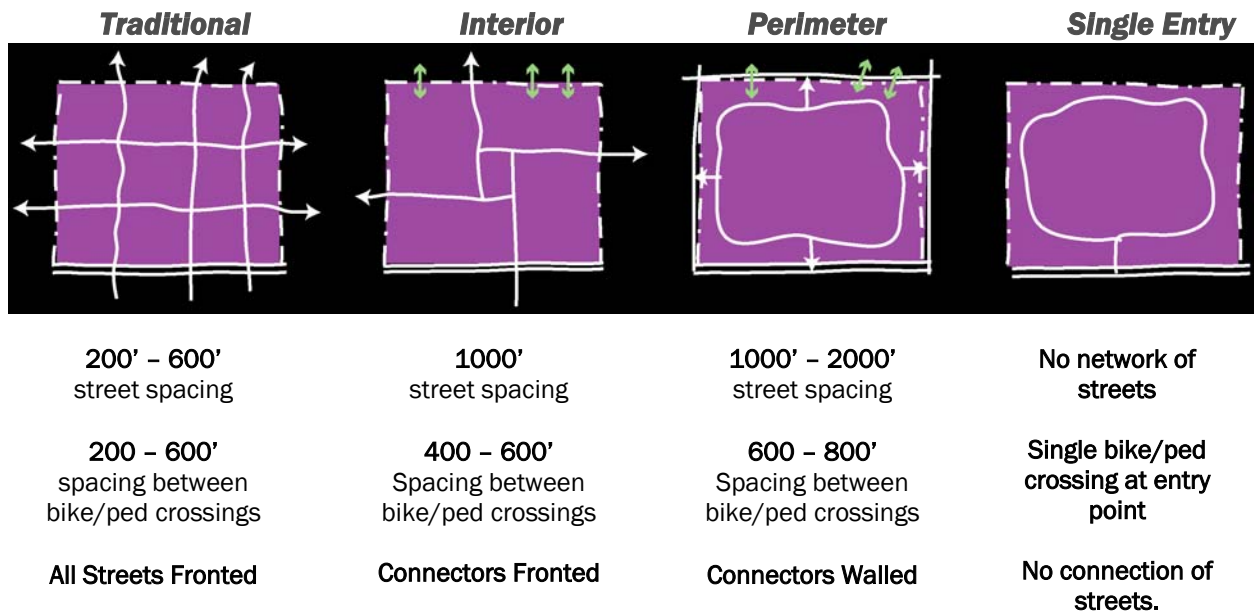 Traditional
Interior
Perimeter
Single Entry
200’ – 600’
street spacing
200 – 600’
spacing between
bike/ped crossings
All Streets Fronted
1000’
street spacing
400 – 600’
Spacing between
bike/ped crossings
Connectors Fronted
1000’ – 2000’
street spacing
600 – 800’
Spacing between
bike/ped crossings
Connectors Walled
No network of
streets
Single bike/ped
crossing at entry
point
No connection of
streets.